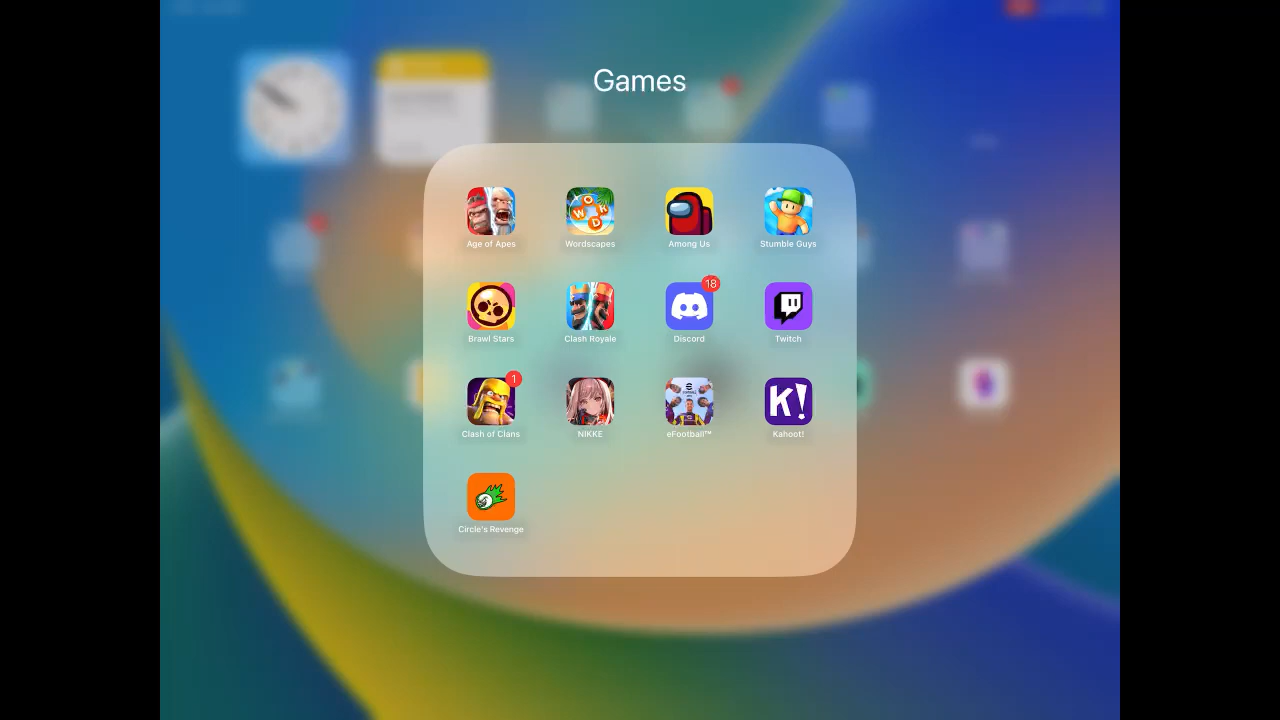 Games
Age of Apes
Wordscapes
Among Us
Stumble Guys
18
Brawl Stars
Clash Royale
Discord
Twitch
1
K!
Clash of Clans
NIKKE
eFootball™
Kahoot!
Circle's Revenge